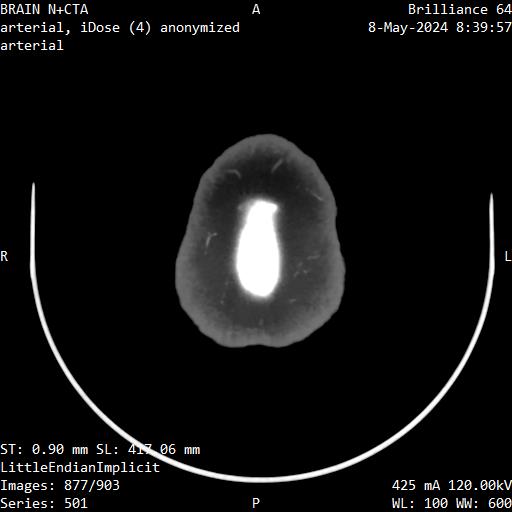 BRAIN N+CTA A Brilliance 64
arterial, iDose (4) anonymized 8-May-2024 8:39:57
arterial
R L
ST: 0.90 mm SL: 417.06 mm
LittleEndianImplicit
Images: 877/903 425 mA 120.00kV
Series: 501 P WL: 100 WW: 600